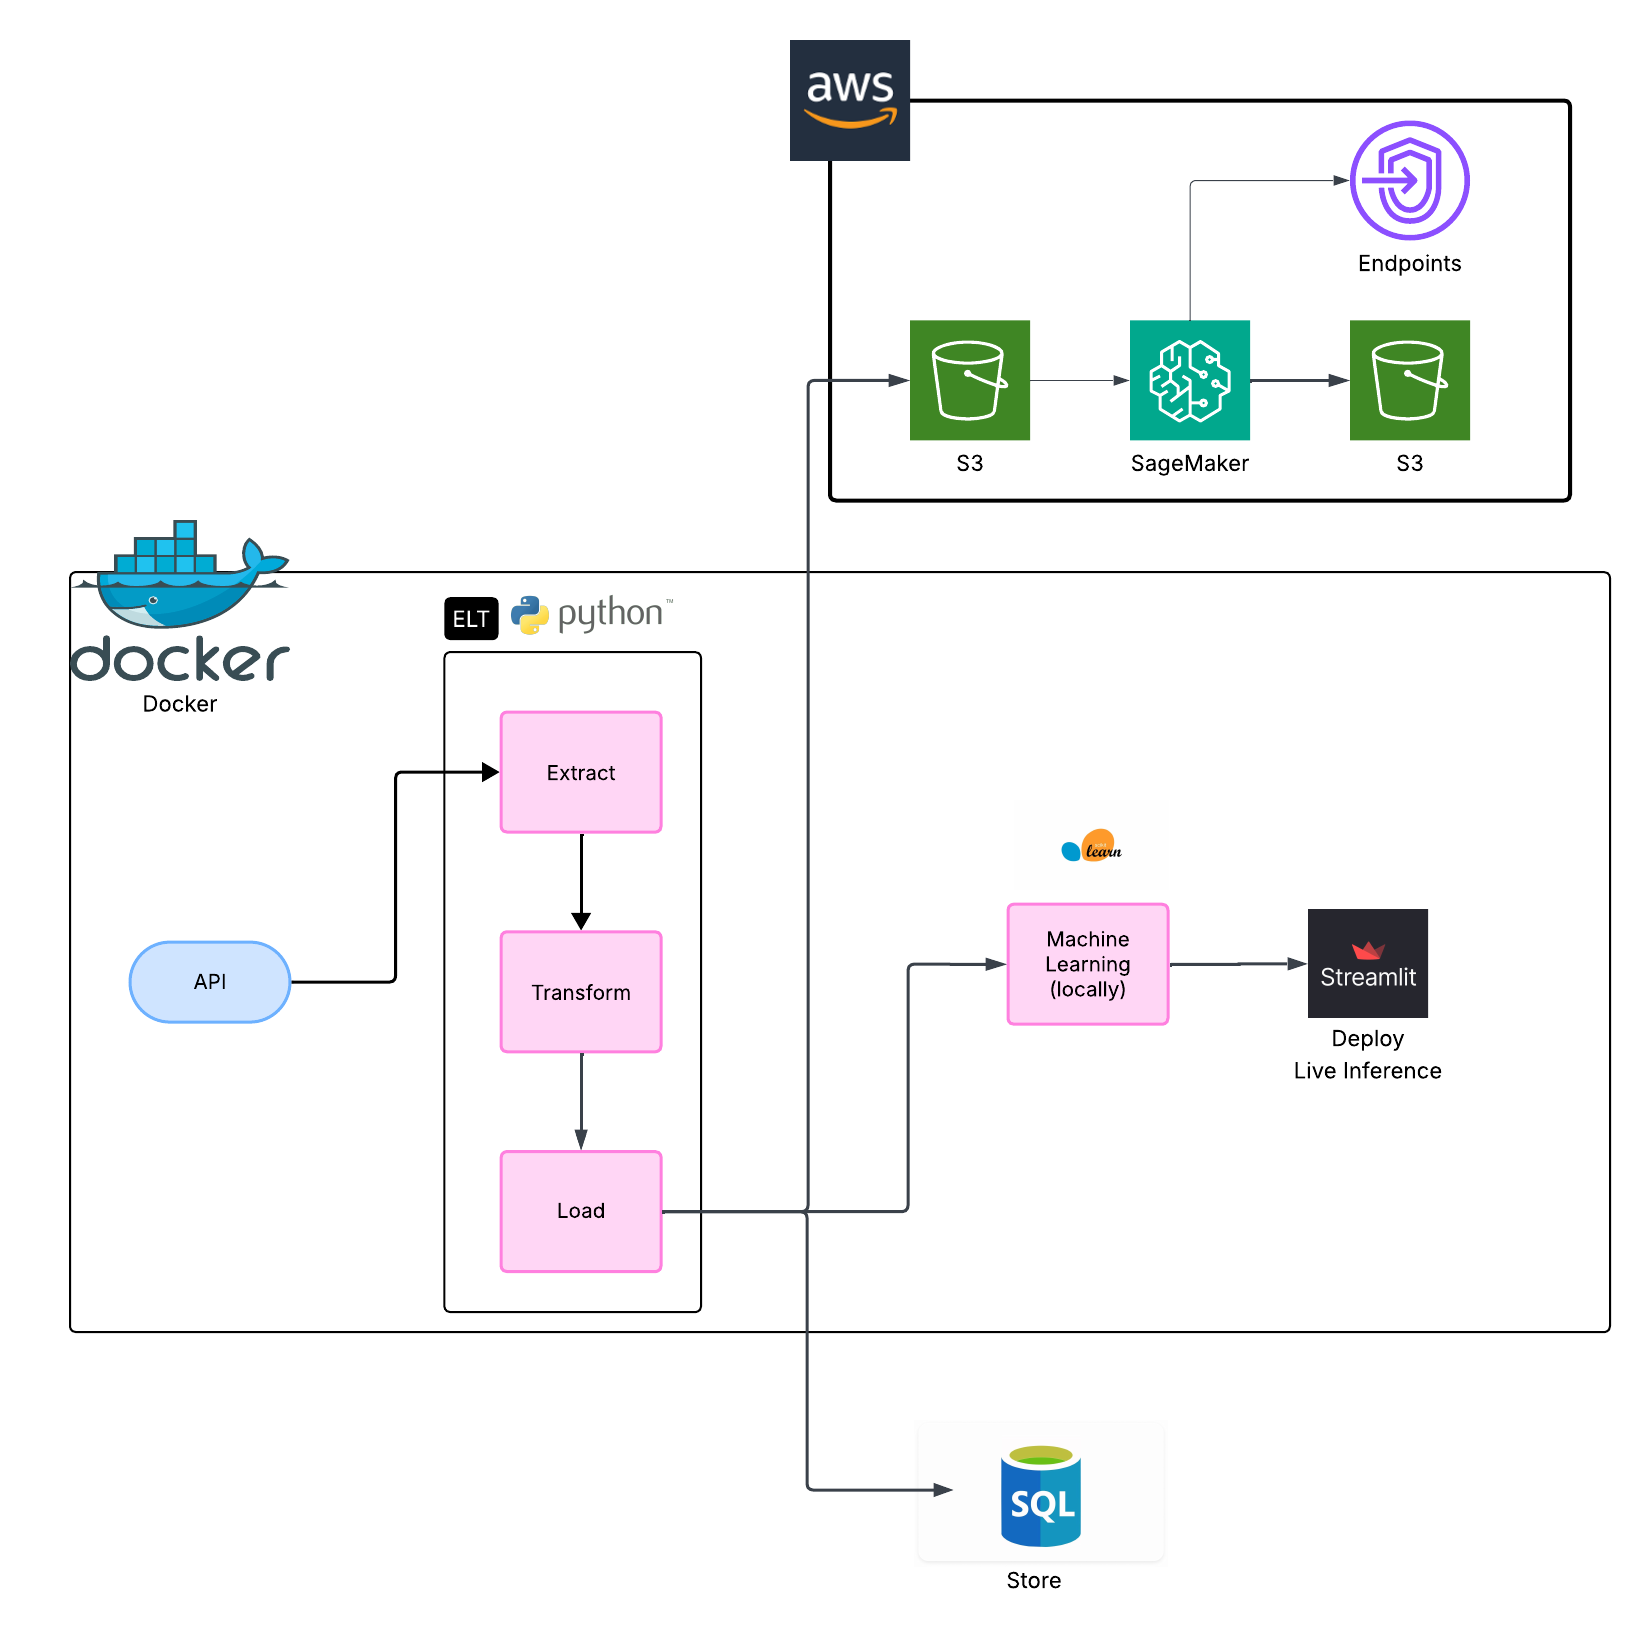 aws
Endpoints
S3
SageMaker
S3
docker
Docker
ELT
python™
Extract
learn
Machine
Learning
(locally)
Streamlit
Deploy
Live Inference
API
Transform
Load
SQL
Store